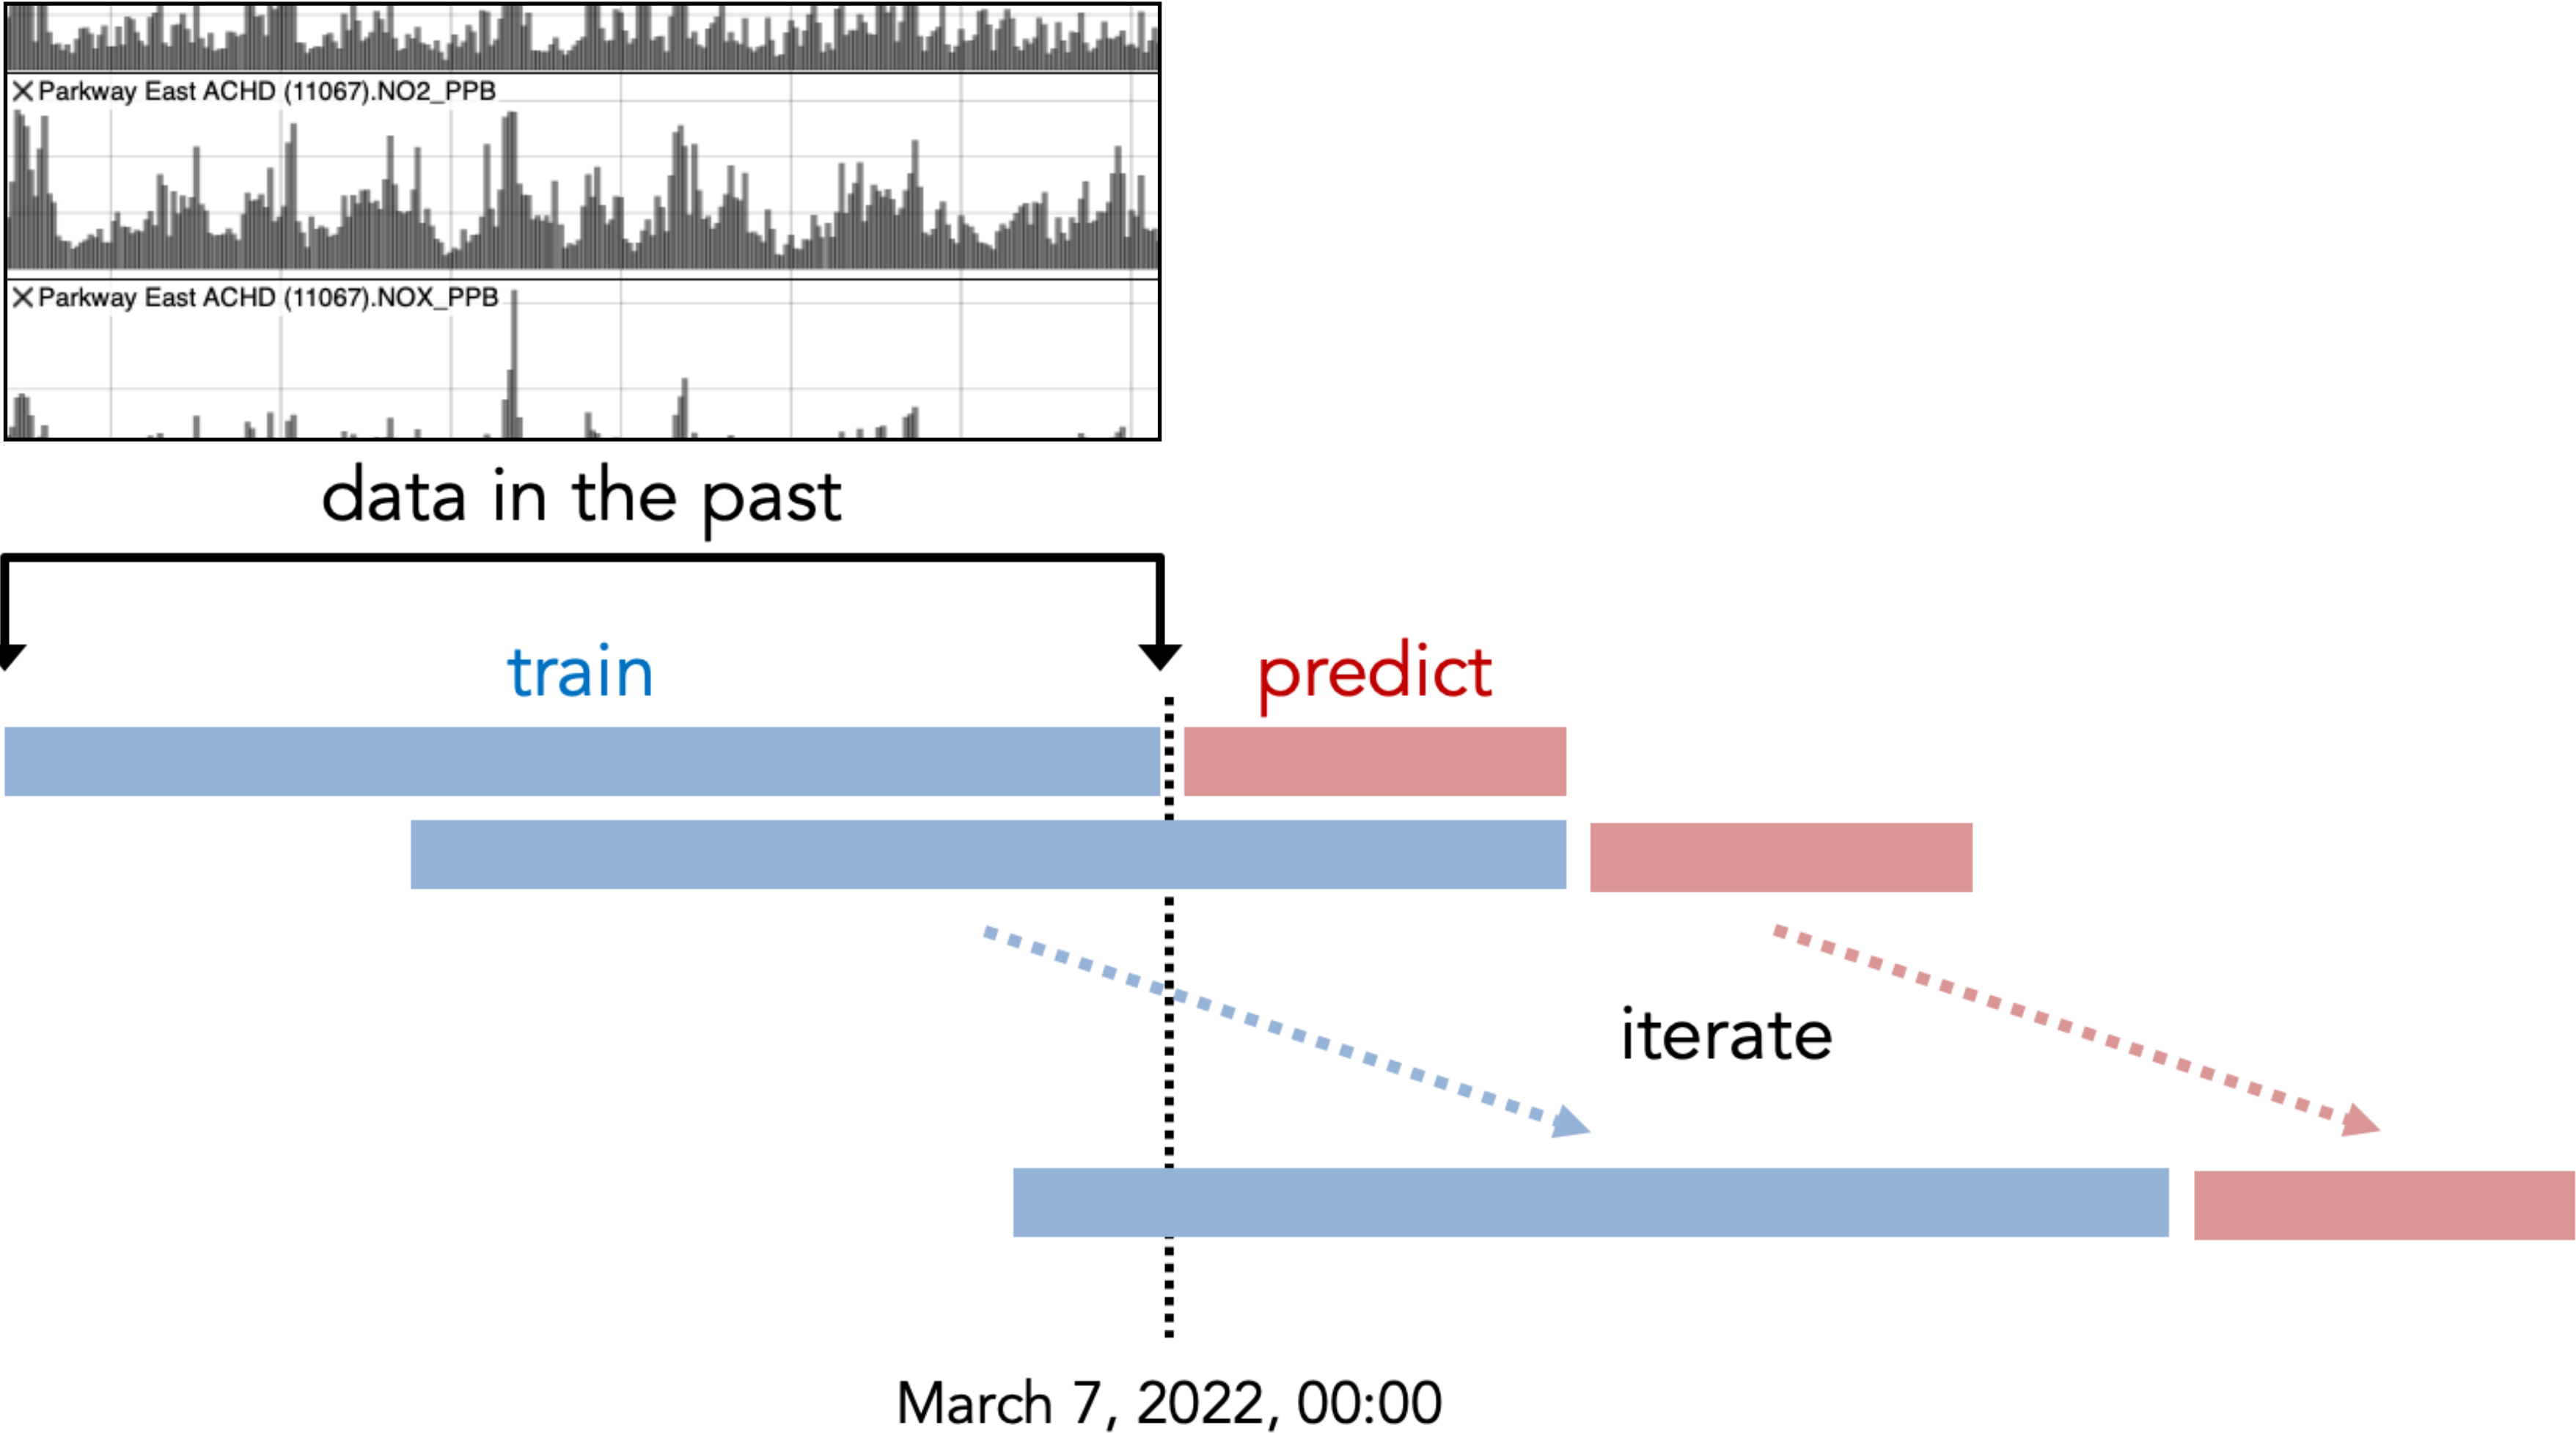 Parkway East ACHD (11067).NO2_PPB
Parkway East ACHD (11067).NOX_PPB
data in the past
train
predict
iterate
March 7, 2022, 00:00